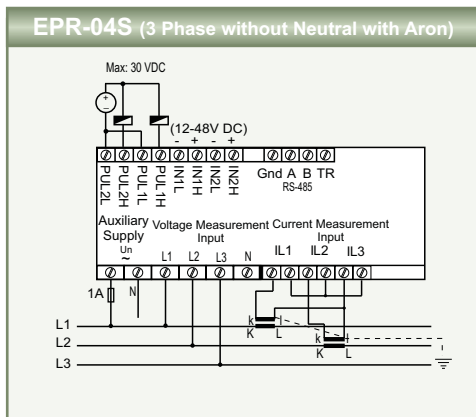 EPR-04S (3 Phase without Neutral with Aron)
Max: 30 VDC
(12-48V DC)
+
–
- + - +
PUL2L PUL2H PUL1L PUL1H IN1L IN1H IN2L IN2H
Gnd A B TR
RS-485
Auxiliary Supply
Un
~
Voltage Measurement Input
L1 L2 L3 N
Current Measurement Input
IL1 IL2 IL3
1A
N
L1
L2
L3
k l
K L
k l
K L